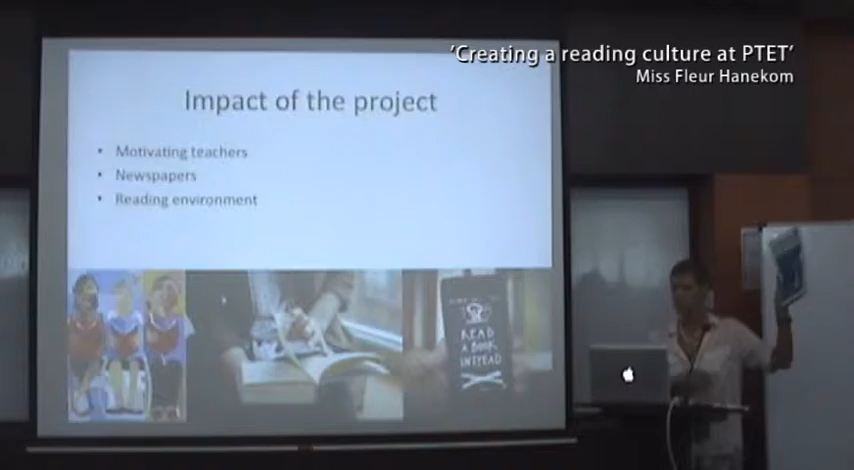 'Creating a reading culture at PTET'
Miss Fleur Hanekom
Impact of the project
• Motivating teachers
• Newspapers
• Reading environment
READ
A BOOK
INSTEAD